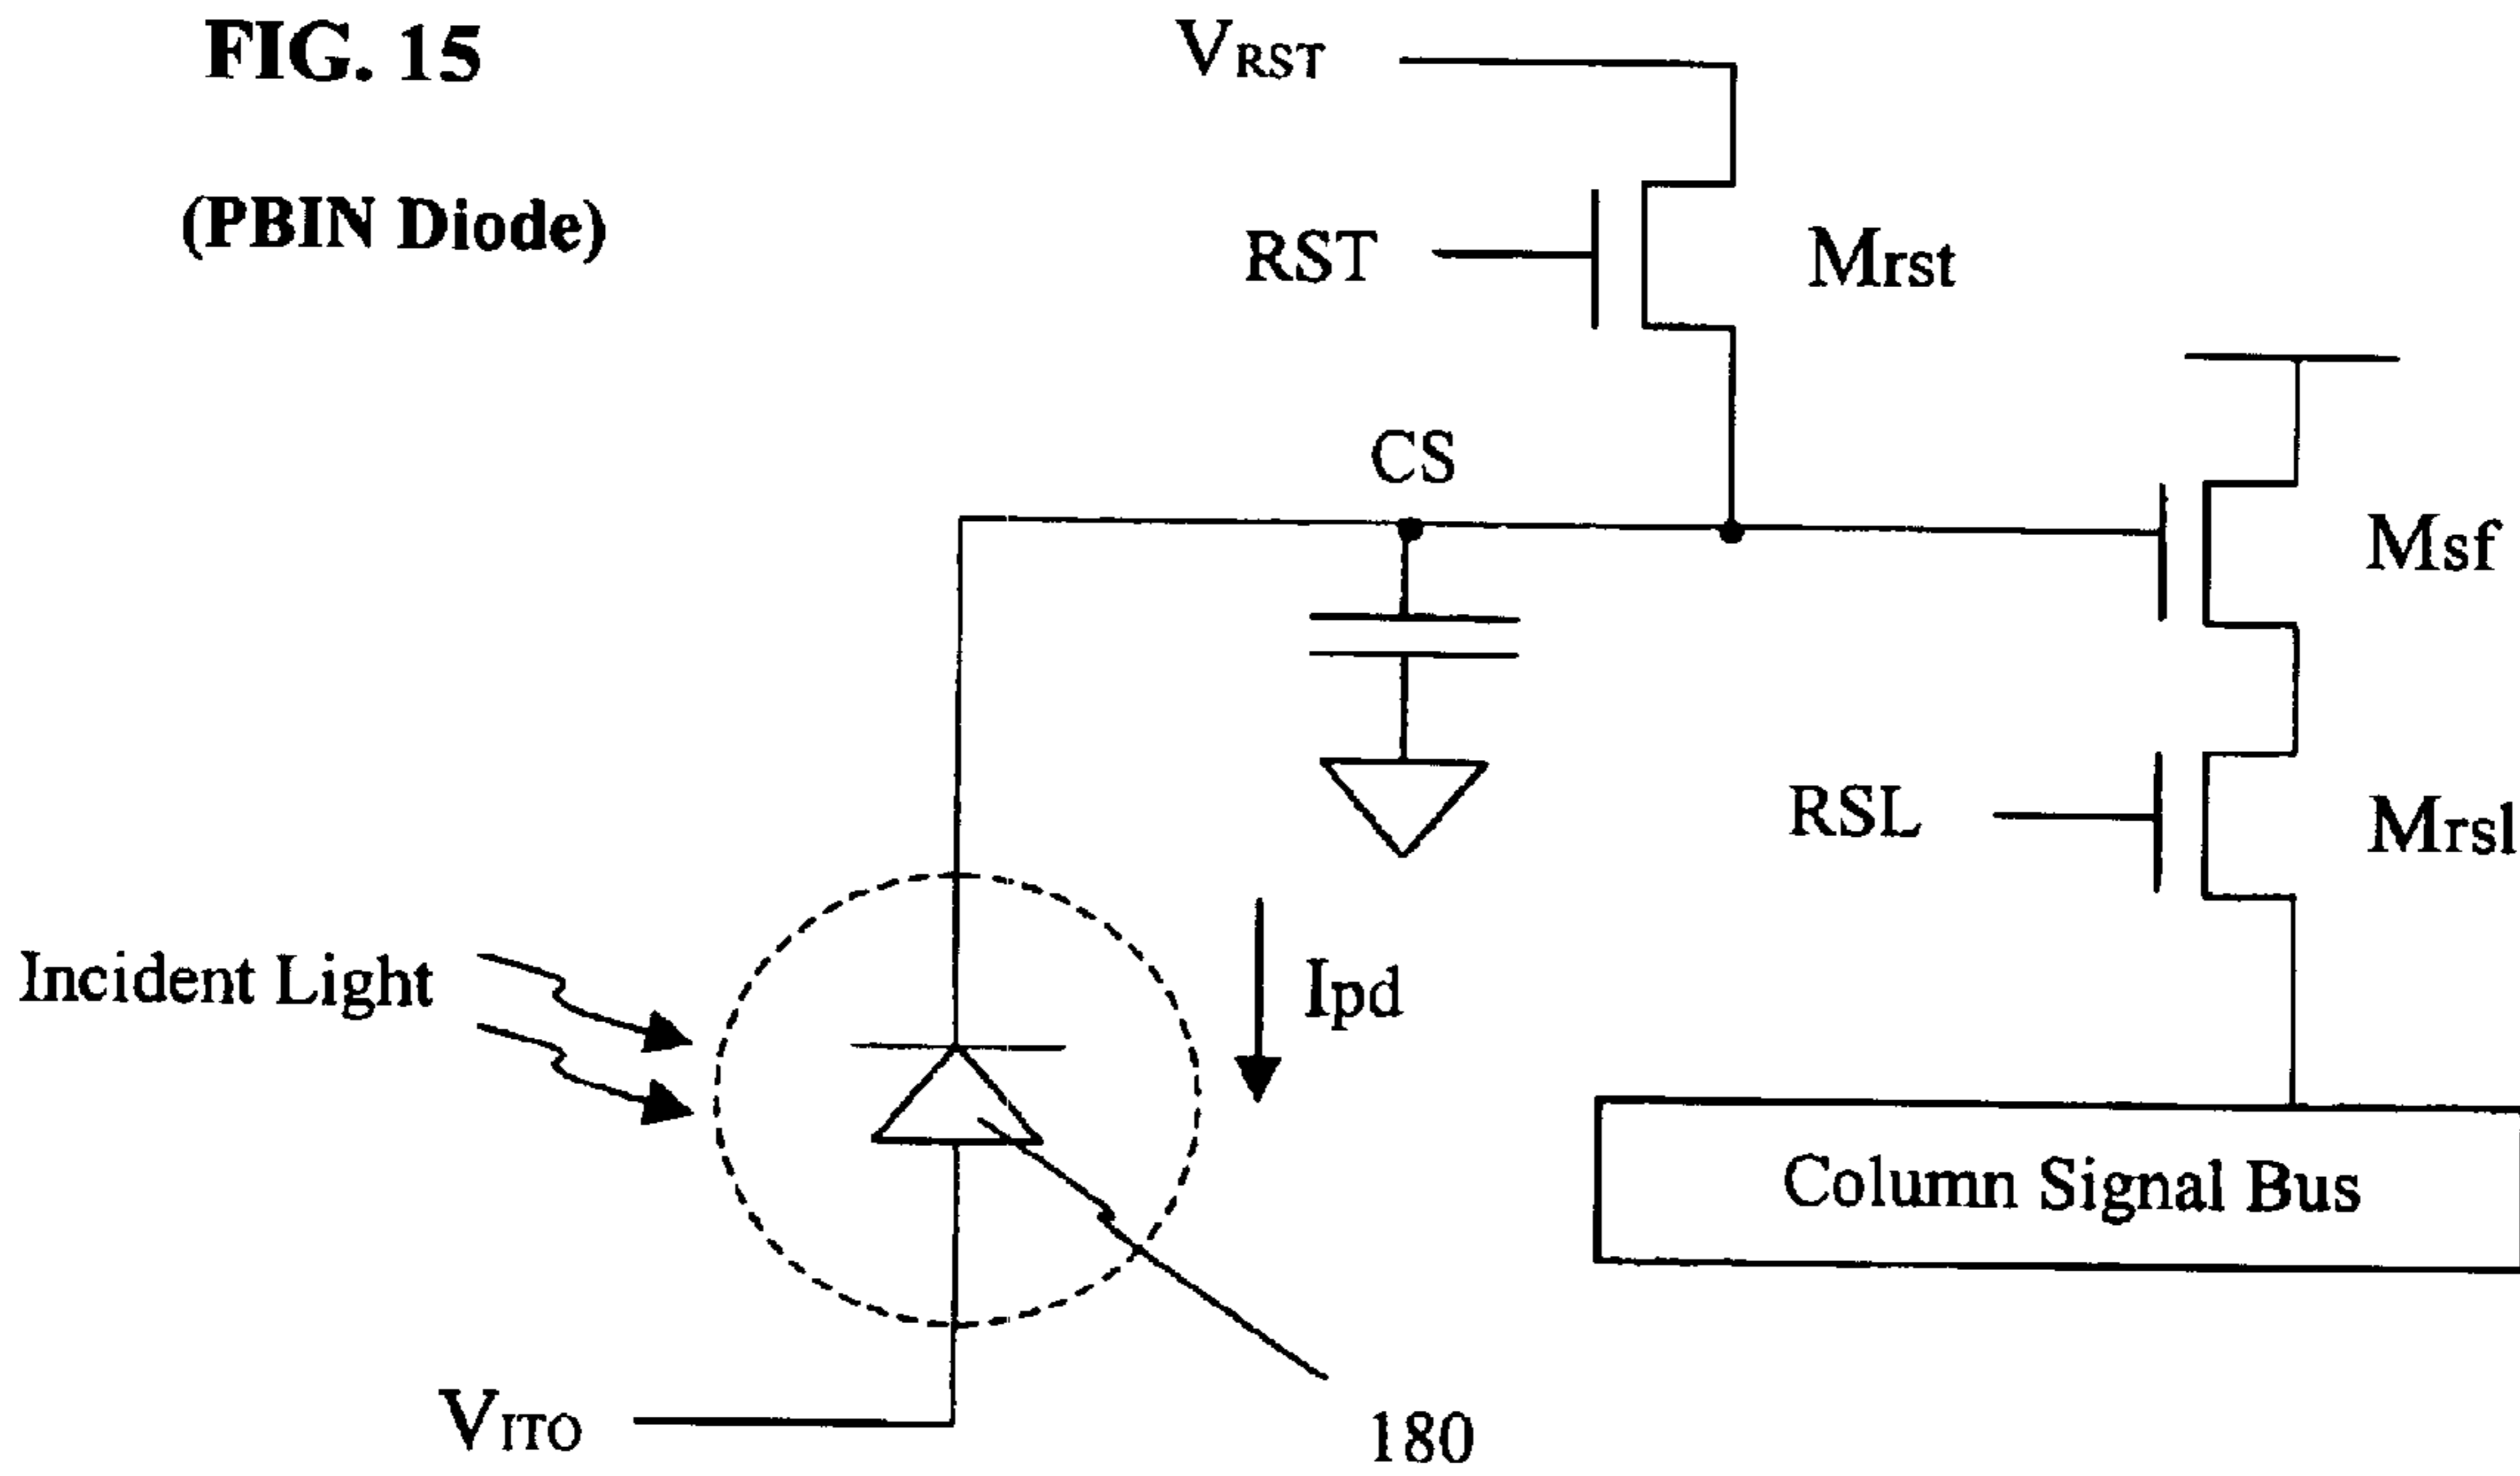 FIG. 15
(PBIN Diode)
VRST
RST
Mrst
CS
Msf
RSL
Mrsl
Incident Light
Ipd
Column Signal Bus
VITO
180